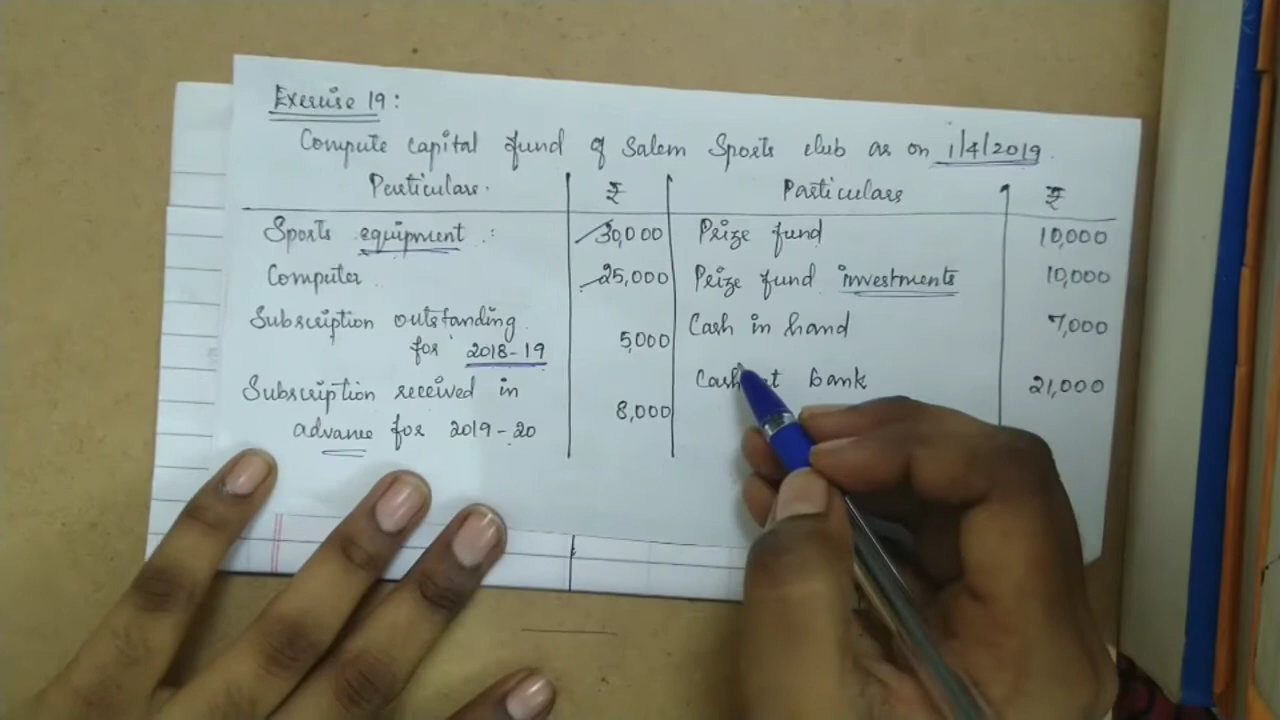 Exercise 19:
Compute capital fund of Salem Sports club as on 1/4/2019.
Particulars. ₹ Particulars ₹
Sports equipment : 30,000 Prize fund 10,000
Computer 25,000 Prize fund investments 10,000
Subscription outstanding for 2018-19 5,000 Cash in hand 7,000
Subscription received in advance for 2019-20 8,000 Cash at bank 21,000